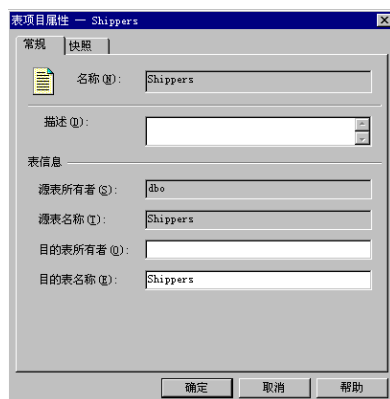 表项目属性 — Shippers
常规 快照
名称(N): Shippers
描述(D):
表信息
源表所有者(S): dbo
源表名称(T): Shippers
目的表所有者(O):
目的表名称(E): Shippers
确定 取消 帮助